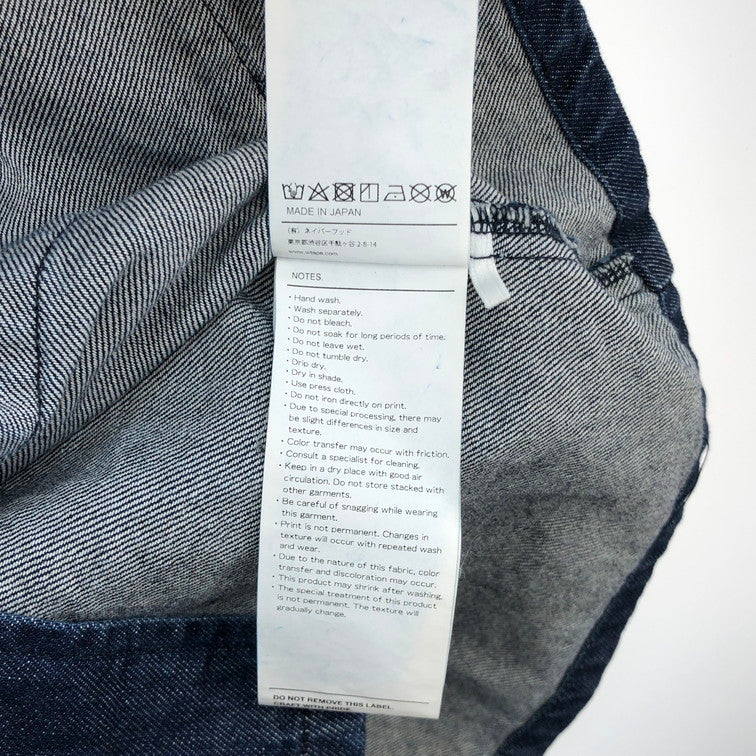 MADE IN JAPAN
(有) ネイバーフッド
東京都渋谷区千駄ヶ谷 2-8-14
www.wtaps.com
NOTES.
・Hand wash.
・Wash separately.
・Do not bleach.
・Do not soak for long periods of time.
・Do not leave wet.
・Do not tumble dry.
・Drip dry.
・Dry in shade.
・Use press cloth.
・Do not iron directly on print.
・Due to special processing, there may
be slight differences in size and
texture.
・Color transfer may occur with friction.
・Consult a specialist for cleaning.
・Keep in a dry place with good air
circulation. Do not store stacked with
other garments.
・Be careful of snagging while wearing
this garment.
・Print is not permanent. Changes in
texture will occur with repeated wash
and wear.
・Due to the nature of this fabric, color
transfer and discoloration may occur.
・This product may shrink after washing.
・The special treatment of this product
is not permanent. The texture will
gradually change.
DO NOT REMOVE THIS LABEL.
CRAFT WITH PRIDE